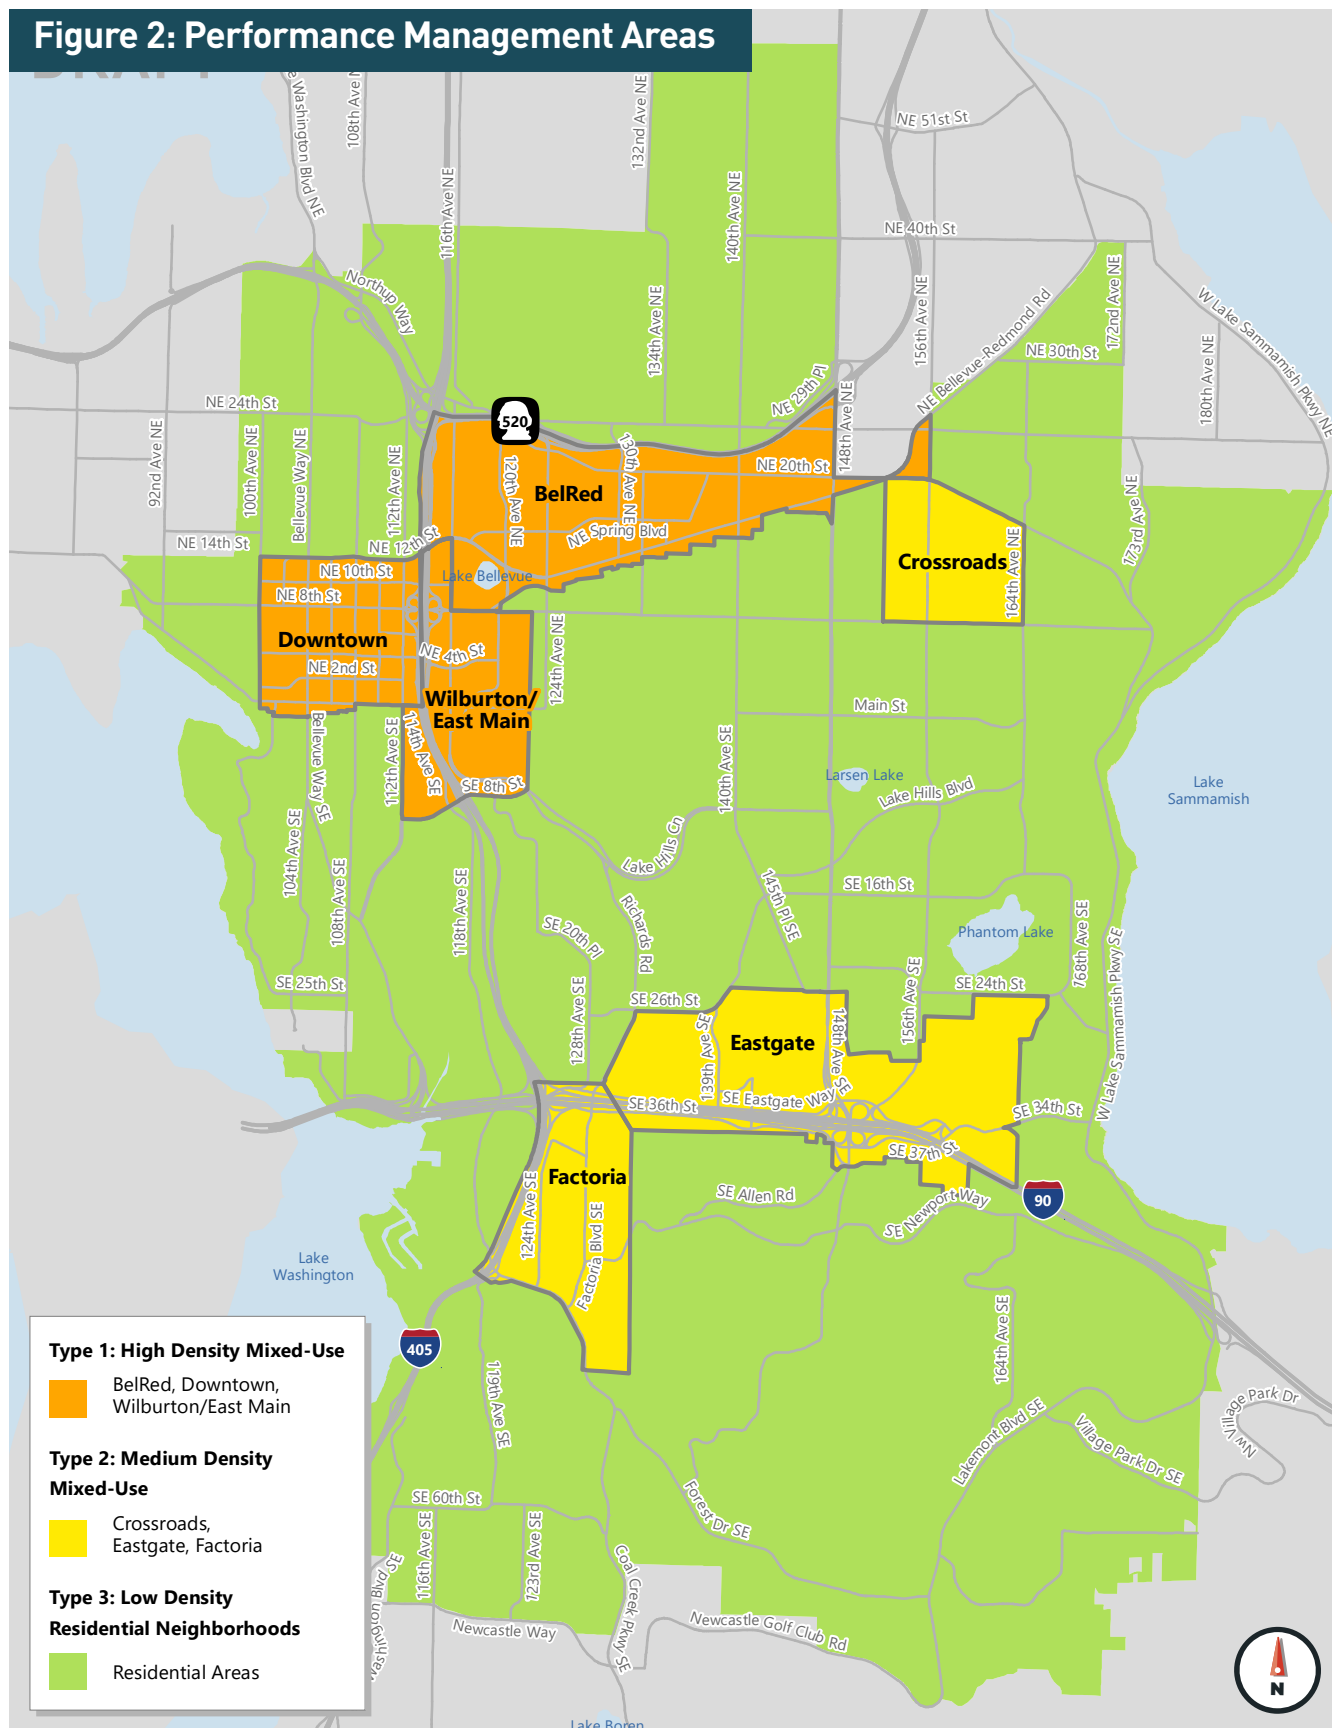 Figure 2: Performance Management Areas
DRAFT
108th Ave N
132nd Ave NE
NE 51st St
e Washington Blvd NE
116th Ave NE
140th Ave NE
NE 40th St
172nd Ave NE
156th Ave NE
Northup Way
134th Ave NE
NE Bellevue-Redmond Rd
W Lake Sammamish Pkwy NE
NE 30th St
180th Ave NE
NE 29th Pl
148th Ave NE
NE 24th St
520
92nd Ave NE
100th Ave NE
Bellevue Way NE
112th Ave NE
120th Ave NE
130th Ave NE
NE 20th St
BelRed
173rd Ave NE
NE Spring Blvd
NE 14th St
NE 12th St
NE 10th St
Lake Bellevue
Crossroads
164th Ave NE
NE 8th St
Downtown
NE 4th St
124th Ave NE
NE 2nd St
Wilburton/
East Main
Main St
Bellevue Way SE
112th Ave SE
114th Ave SE
140th Ave SE
SE 8th St
Larsen Lake
Lake Hills Blvd
Lake
Sammamish
104th Ave SE
108th Ave SE
Lake Hills Cn
118th Ave SE
145th Pl SE
SE 16th St
Richards Rd
SE 20th Pl
Phantom Lake
168th Ave SE
W Lake Sammamish Pkwy SE
SE 25th St
SE 26th St
SE 24th St
128th Ave SE
139th Ave SE
Eastgate
148th Ave SE
156th Ave SE
SE 36th St
SE Eastgate Way
SE 34th St
SE 37th St
Factoria
SE Allen Rd
SE Newport Way
90
124th Ave SE
Factoria Blvd SE
Lake
Washington
164th Ave SE
405
119th Ave SE
Lakemont Blvd SE
Village Park Dr SE
NW Village Park Dr
SE 60th St
Forest Dr SE
116th Ave SE
123rd Ave SE
Coal Creek Pkwy SE
Newcastle Way
Newcastle Golf Club Rd
Lake Boren
Type 1: High Density Mixed-Use
BelRed, Downtown,
Wilburton/East Main
Type 2: Medium Density
Mixed-Use
Crossroads,
Eastgate, Factoria
Type 3: Low Density
Residential Neighborhoods
Residential Areas
N